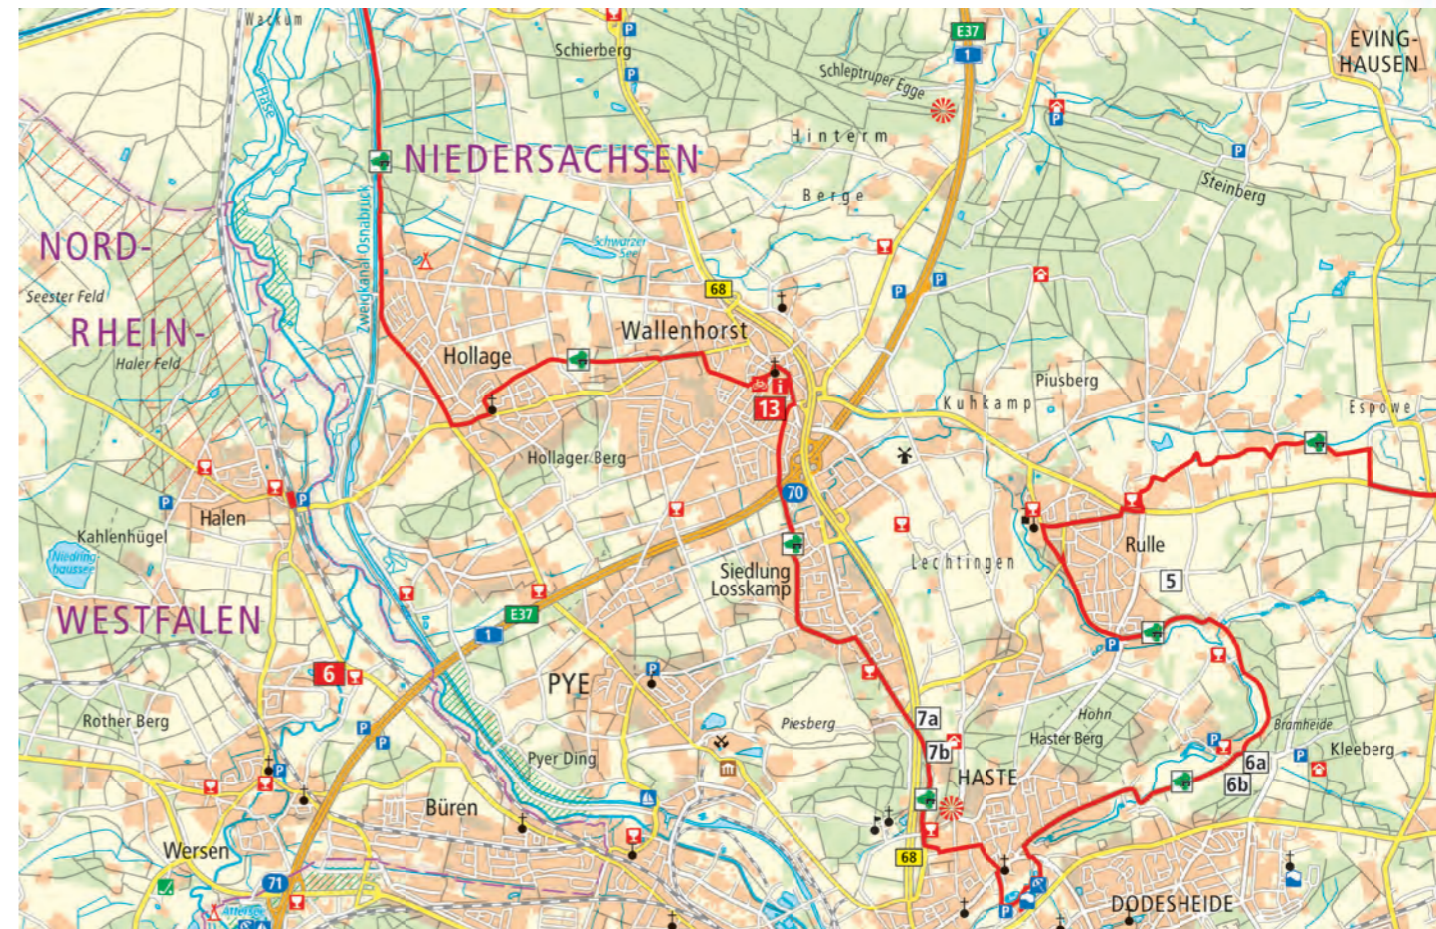 Wackum
Schierberg
E37
1
EVING-
HAUSEN
Schleptruper Egge
Hase
Hinterm
NIEDERSACHSEN
Steinberg
Berge
Zweigkanal Osnabrück
NORD-
Schwarzer
See
Seester Feld
68
RHEIN-
Wallenhorst
Hollage
Haler Feld
Piusberg
Kuhkamp
Espowe
13
Hollager Berg
70
Halen
Kahlenhügel
Rulle
Niedring
haussee
Lechtingen
Siedlung
Losskamp
5
WESTFALEN
E37
1
6
PYE
Rother Berg
Piesberg
7a
Hohn
Haster Berg
Bramheide
7b
Kleeberg
Pyer Ding
6a
6b
HASTE
Büren
Wersen
68
71
DODESHEIDE
Attersee